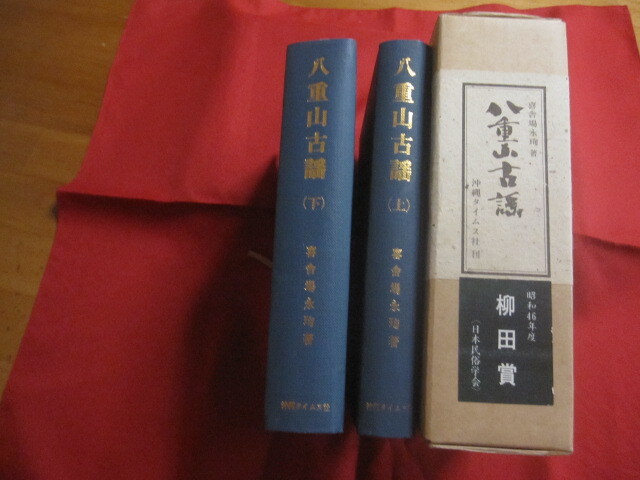 八重山古謡
(下)
喜舎場永珣著
沖縄タイムス社
八重山古謡
(上)
喜舎場永珣著
沖縄タイムス社
喜舎場永珣著
八重山古謡
沖縄タイムス社刊
昭和46年度
柳田賞
(日本民俗学会)